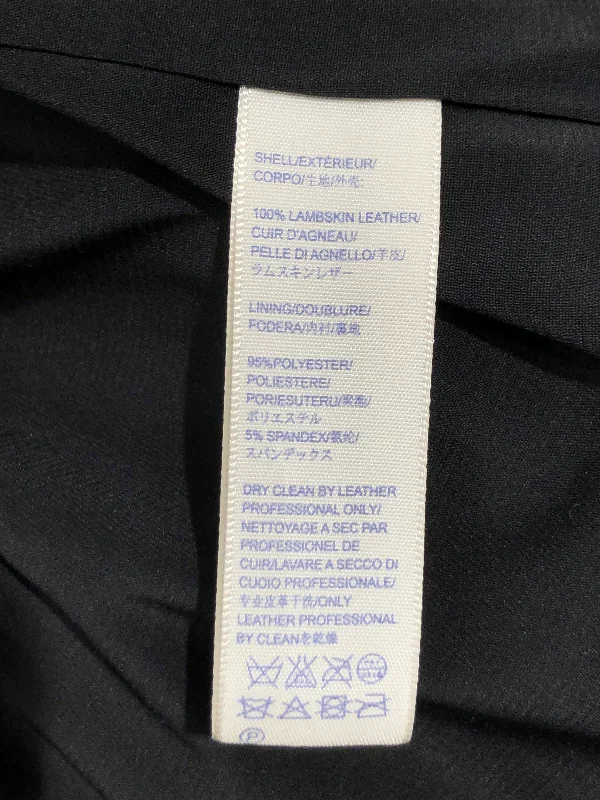 SHELL/EXTÉRIEUR/
CORPO/生地/外壳
100% LAMBSKIN LEATHER/
CUIR D'AGNEAU/
PELLE DI AGNELLO/羊皮/
ラムスキンレザー
LINING/DOUBLURE/
FODERA/内衬/裏地
95%POLYESTER/
POLIESTERE/
PORIESUTERU/聚酯/
ポリエステル
5% SPANDEX/氨纶/
スパンデックス
DRY CLEAN BY LEATHER
PROFESSIONAL ONLY/
NETTOYAGE A SEC PAR
PROFESSIONEL DE
CUIR/LAVARE A SECCO DI
CUOIO PROFESSIONALE/
专业皮革干洗/ONLY
LEATHER PROFESSIONAL
BY CLEANを乾燥
P